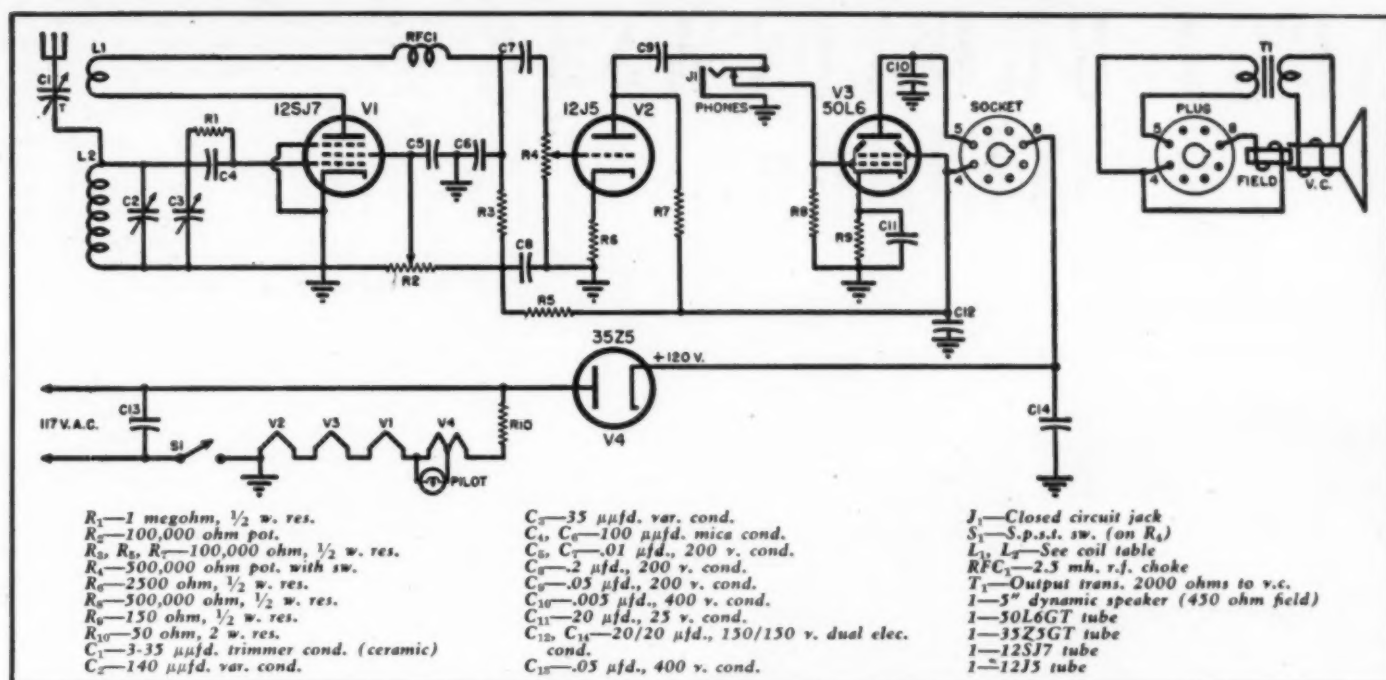 L1
RFC1
C7
C9
J1
PHONES
C10
T1
C1
T
12SJ7 V1
12J5 V2
V3
50L6
SOCKET
PLUG
5
8
4
5
8
4
FIELD
V.C.
R1
L2
C4
C5
C6
R4
C2
C3
R3
R7
R8
C11
R9
R6
C8
R2
R5
C12
35Z5
+120 V.
V4
C13
117 V. A.C.
S1
V2
V3
V1
V4
R10
PILOT
C14
R₁—1 megohm, ½ w. res.
R₂—100,000 ohm pot.
R₃, R₅, R₇—100,000 ohm, ½ w. res.
R₄—500,000 ohm pot. with sw.
R₆—2500 ohm, ½ w. res.
R₈—500,000 ohm, ½ w. res.
R₉—150 ohm, ½ w. res.
R₁₀—50 ohm, 2 w. res.
C₁—3-35 μμfd. trimmer cond. (ceramic)
C₂—140 μμfd. var. cond.
C₃—35 μμfd. var. cond.
C₄, C₆—100 μμfd. mica cond.
C₅, C₇—.01 μfd., 200 v. cond.
C₈—.2 μfd., 200 v. cond.
C₉—.05 μfd., 200 v. cond.
C₁₀—.005 μfd., 400 v. cond.
C₁₁—20 μfd., 25 v. cond.
C₁₂, C₁₄—20/20 μfd., 150/150 v. dual elec.
cond.
C₁₃—.05 μfd., 400 v. cond.
J₁—Closed circuit jack
S₁—S.p.s.t. sw. (on R₄)
L₁, L₂—See coil table
RFC₁—2.5 mh. r.f. choke
T₁—Output trans. 2000 ohms to v.c.
1—5" dynamic speaker (450 ohm field)
1—50L6GT tube
1—35Z5GT tube
1—12SJ7 tube
1—12J5 tube